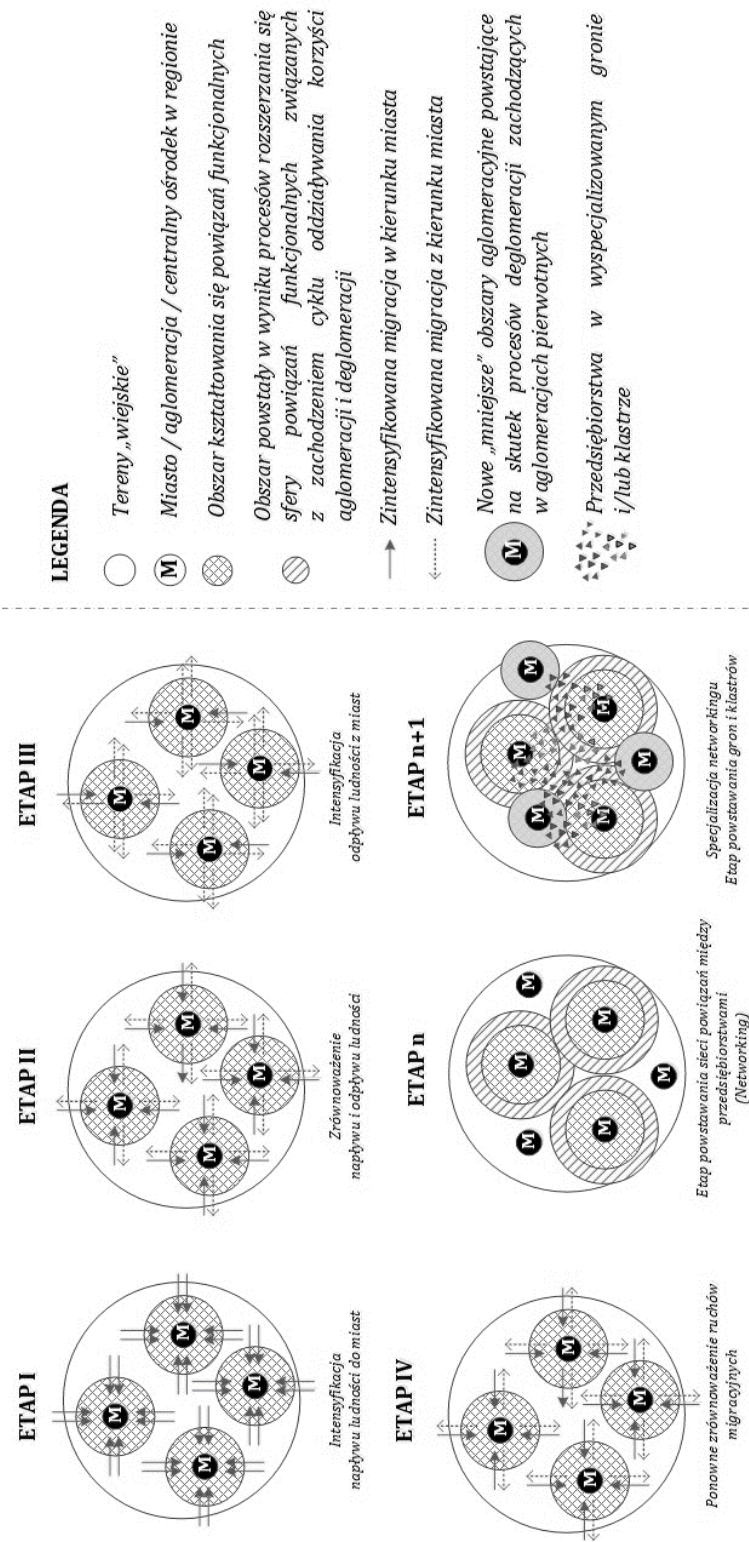 ETAP I
M
M
M
M
Intensyfikacja
napływu ludności do miast
ETAP II
M
M
M
M
Zrównoważenie
napływu i odpływu ludności
ETAP III
M
M
M
M
Intensyfikacja
odpływu ludności z miast
ETAP IV
M
M
M
M
Ponowne zrównoważenie ruchów
migracyjnych
ETAP n
M
M
M
M
M
M
Etap powstawania sieci powiązań między
przedsiębiorstwami
(Networking)
ETAP n+1
M
M
M
M
M
M
Specjalizacja networkingu
Etap powstawania gron i klastrów
LEGENDA
Tereny „wiejskie”
M Miasto / aglomeracja / centralny ośrodek w regionie
Obszar kształtowania się powiązań funkcjonalnych
Obszar powstały w wyniku procesów rozszerzania się
sfery powiązań funkcjonalnych związanych
z zachodzeniem cyklu oddziaływania korzyści
aglomeracji i deglomeracji
Zintensyfikowana migracja w kierunku miasta
Zintensyfikowana migracja z kierunku miasta
M Nowe „mniejsze” obszary aglomeracyjne powstające
na skutek procesów deglomeracji zachodzących
w aglomeracjach pierwotnych
Przedsiębiorstwa w wyspecjalizowanym gronie
i/lub klastrze